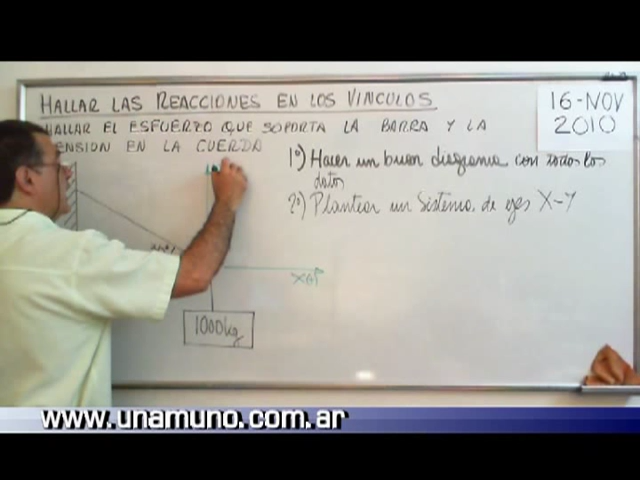 HALLAR LAS REACCIONES EN LOS VINCULOS
HALLAR EL ESFUERZO QUE SOPORTA LA BARRA Y LA
TENSION EN LA CUERDA
16-NOV
2010
1º) Hacer un buen diagrama con todos los
datos
2º) Plantear un Sistema de ejes X-Y
X(+)
1000kg
www.unamuno.com.ar